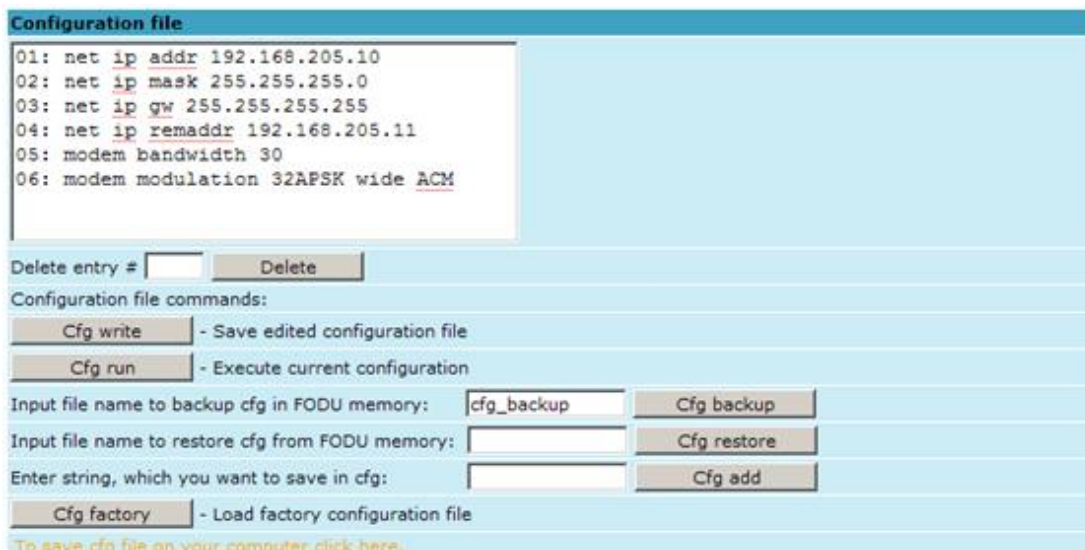 Configuration file
01: net ip addr 192.168.205.10
02: net ip mask 255.255.255.0
03: net ip gw 255.255.255.255
04: net ip remaddr 192.168.205.11
05: modem bandwidth 30
06: modem modulation 32APSK wide ACM
Delete entry # Delete
Configuration file commands:
Cfg write - Save edited configuration file
Cfg run - Execute current configuration
Input file name to backup cfg in FODU memory: cfg_backup Cfg backup
Input file name to restore cfg from FODU memory: Cfg restore
Enter string, which you want to save in cfg: Cfg add
Cfg factory - Load factory configuration file
To save cfg file on your computer click here.